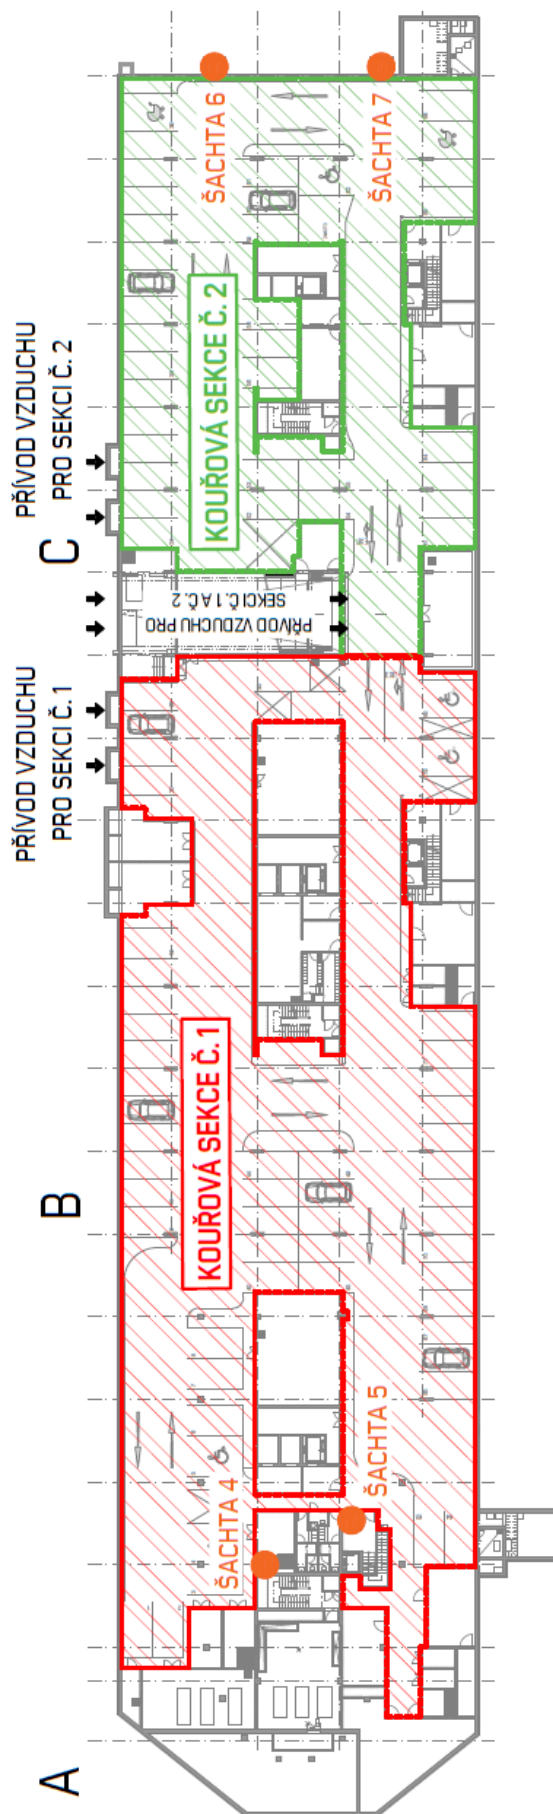 A
B
C
PŘÍVOD VZDUCHU
PRO SEKCI Č. 1
PŘÍVOD VZDUCHU
PRO SEKCI Č. 2
PŘÍVOD VZDUCHU PRO
SEKCI Č. 1 A Č. 2
KOUŘOVÁ SEKCE Č. 1
KOUŘOVÁ SEKCE Č. 2
ŠACHTA 4
ŠACHTA 5
ŠACHTA 6
ŠACHTA 7